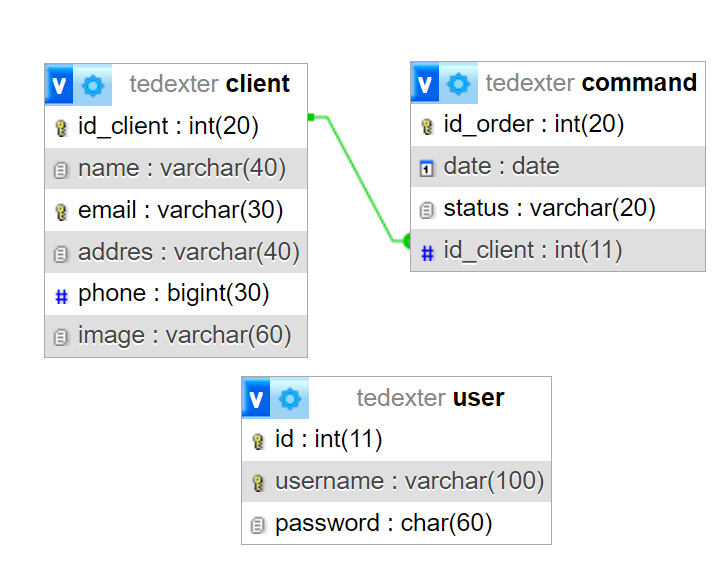 v tedexter client
id_client : int(20)
name : varchar(40)
email : varchar(30)
addres : varchar(40)
phone : bigint(30)
image : varchar(60)
v tedexter command
id_order : int(20)
date : date
status : varchar(20)
id_client : int(11)
v tedexter user
id : int(11)
username : varchar(100)
password : char(60)